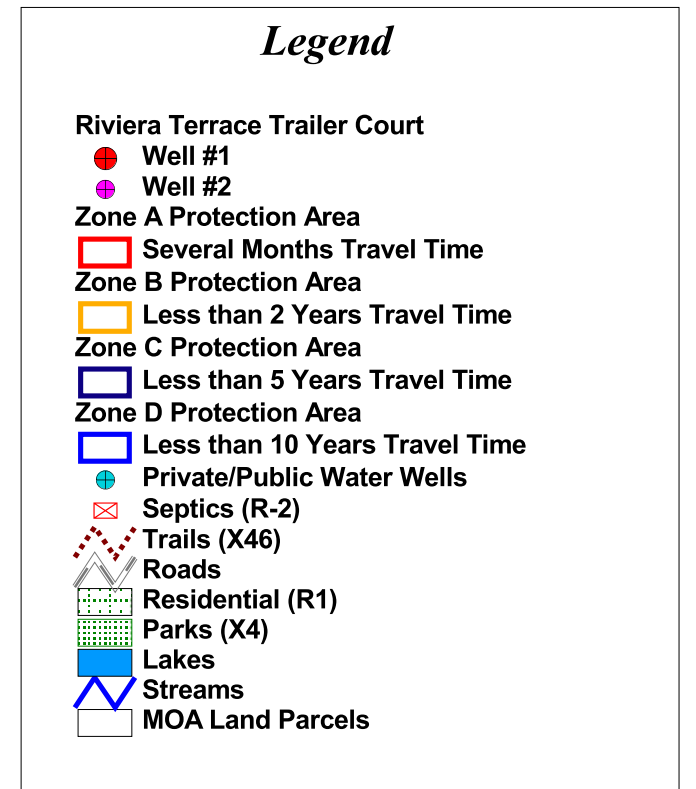 Legend
Riviera Terrace Trailer Court
Well #1
Well #2
Zone A Protection Area
Several Months Travel Time
Zone B Protection Area
Less than 2 Years Travel Time
Zone C Protection Area
Less than 5 Years Travel Time
Zone D Protection Area
Less than 10 Years Travel Time
Private/Public Water Wells
Septics (R-2)
Trails (X46)
Roads
Residential (R1)
Parks (X4)
Lakes
Streams
MOA Land Parcels